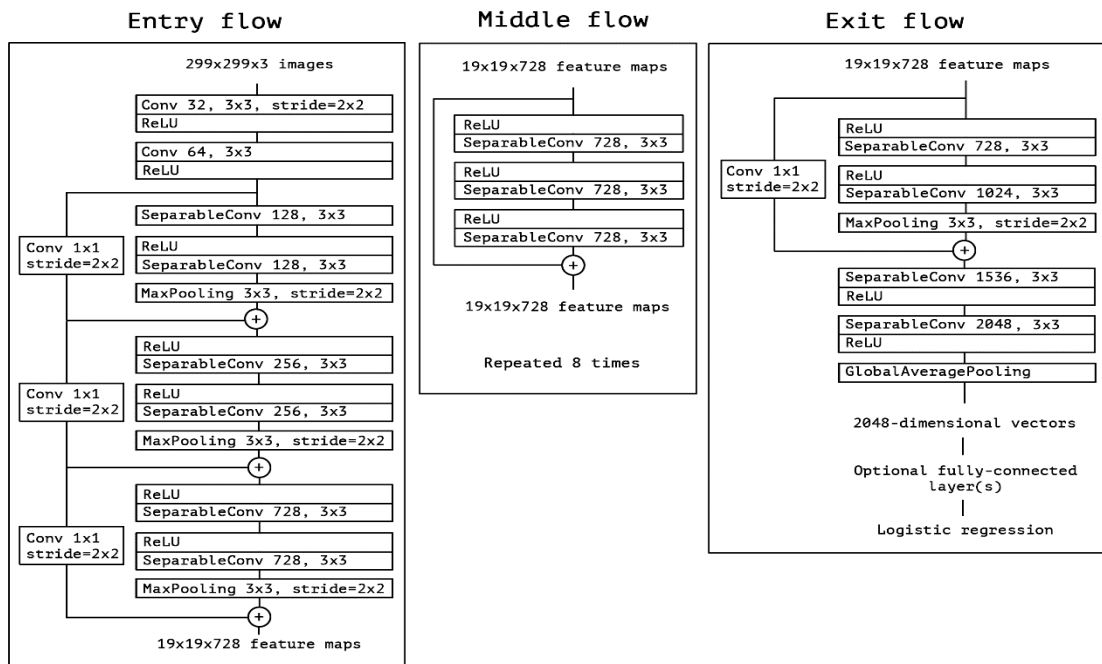 Entry flow
299x299x3 images
Conv 32, 3x3, stride=2x2
ReLU
Conv 64, 3x3
ReLU
SeparableConv 128, 3x3
Conv 1x1
stride=2x2
ReLU
SeparableConv 128, 3x3
MaxPooling 3x3, stride=2x2
+
ReLU
SeparableConv 256, 3x3
Conv 1x1
stride=2x2
ReLU
SeparableConv 256, 3x3
MaxPooling 3x3, stride=2x2
+
ReLU
SeparableConv 728, 3x3
Conv 1x1
stride=2x2
ReLU
SeparableConv 728, 3x3
MaxPooling 3x3, stride=2x2
+
19x19x728 feature maps
Middle flow
19x19x728 feature maps
ReLU
SeparableConv 728, 3x3
ReLU
SeparableConv 728, 3x3
ReLU
SeparableConv 728, 3x3
+
19x19x728 feature maps
Repeated 8 times
Exit flow
19x19x728 feature maps
ReLU
SeparableConv 728, 3x3
Conv 1x1
stride=2x2
ReLU
SeparableConv 1024, 3x3
MaxPooling 3x3, stride=2x2
+
SeparableConv 1536, 3x3
ReLU
SeparableConv 2048, 3x3
ReLU
GlobalAveragePooling
2048-dimensional vectors
Optional fully-connected
layer(s)
Logistic regression